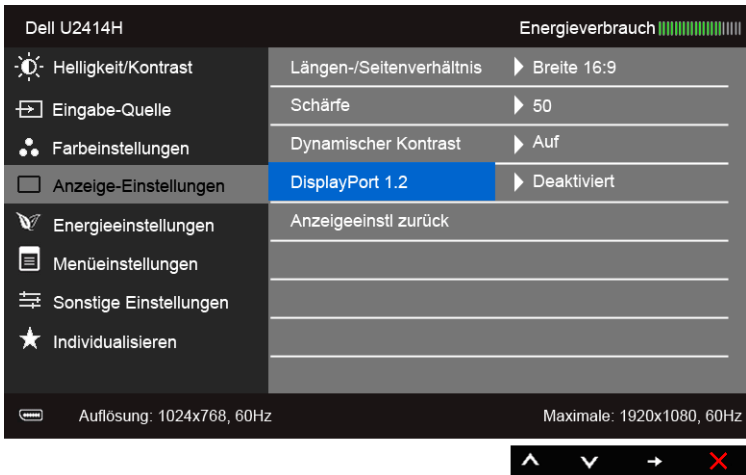 Dell U2414H Energieverbrauch
Helligkeit/Kontrast Längen-/Seitenverhältnis Breite 16:9
Eingabe-Quelle Schärfe 50
Farbeinstellungen Dynamischer Kontrast Auf
Anzeige-Einstellungen DisplayPort 1.2 Deaktiviert
Energieeinstellungen Anzeigeeinstl zurück
Menüeinstellungen
Sonstige Einstellungen
Individualisieren
Auflösung: 1024x768, 60Hz Maximale: 1920x1080, 60Hz